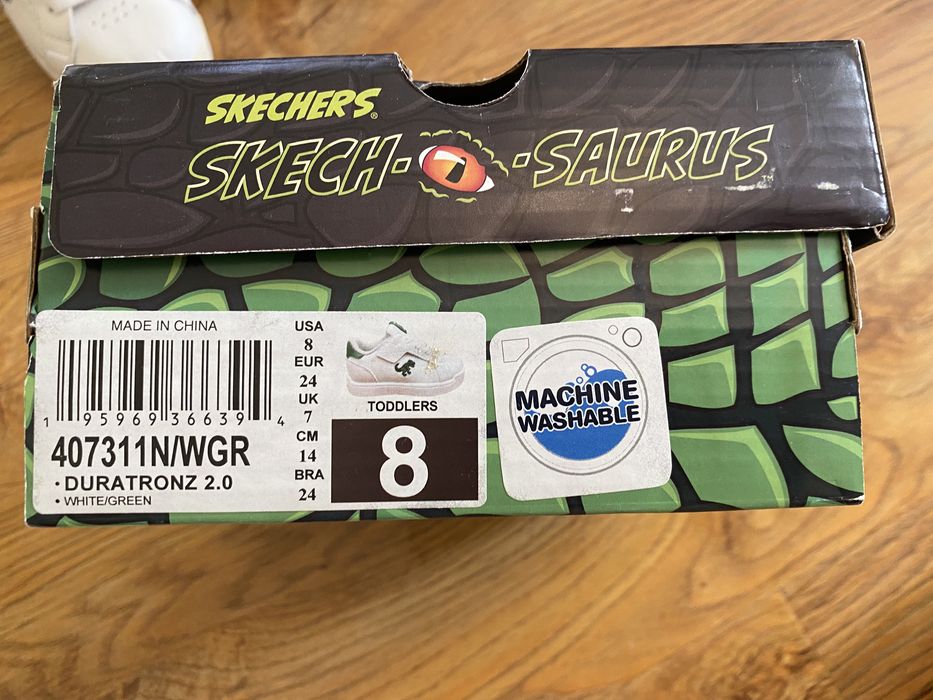 SKECHERS®
SKECH-O-SAURUS™
MADE IN CHINA
1 95969 36639 4
407311N/WGR
• DURATRONZ 2.0
• WHITE/GREEN
USA
8
EUR
24
UK
7
CM
14
BRA
24
TODDLERS
8
MACHINE
WASHABLE